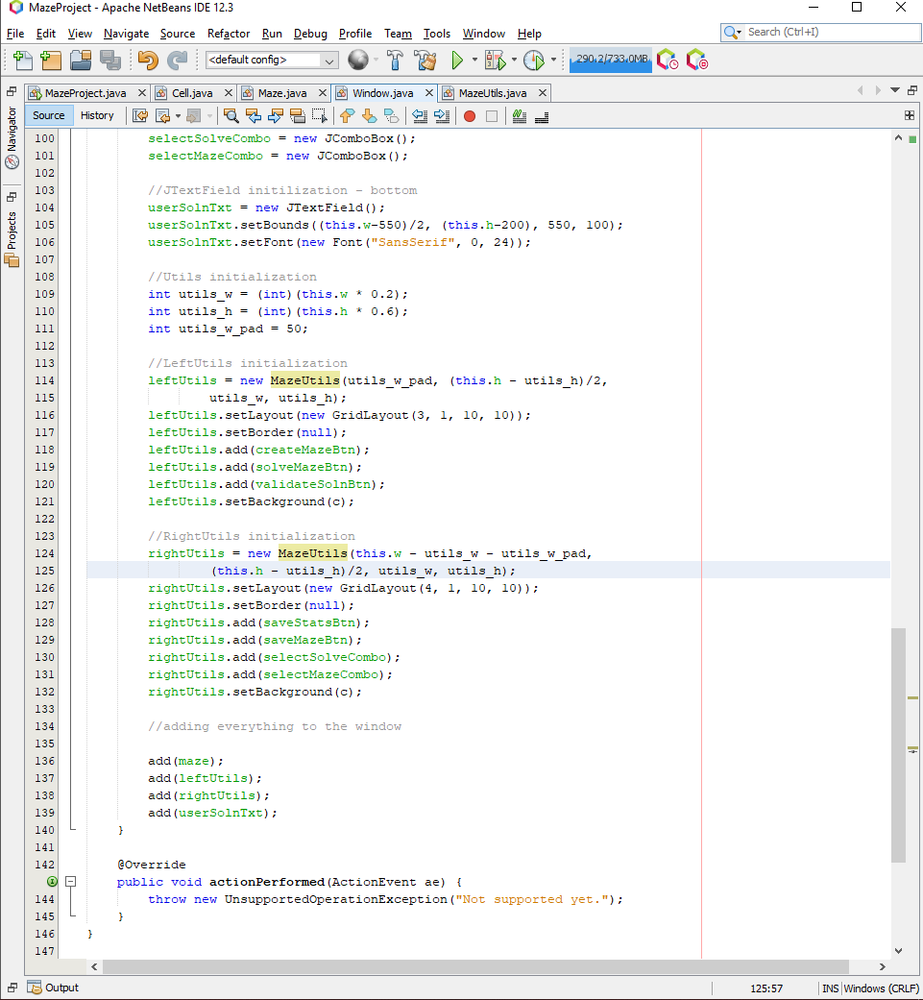 MazeProject - Apache NetBeans IDE 12.3
File Edit View Navigate Source Refactor Run Debug Profile Team Tools Window Help
Search (Ctrl+I)
<default config>
290.2/733.0MB
MazeProject.java
Cell.java
Maze.java
Window.java
MazeUtils.java
Source History
Navigator
Projects
100 selectSolveCombo = new JComboBox();
101 selectMazeCombo = new JComboBox();
102
103 //JTextField initilization - bottom
104 userSolnTxt = new JTextField();
105 userSolnTxt.setBounds((this.w-550)/2, (this.h-200), 550, 100);
106 userSolnTxt.setFont(new Font("SansSerif", 0, 24));
107
108 //Utils initialization
109 int utils_w = (int)(this.w * 0.2);
110 int utils_h = (int)(this.h * 0.6);
111 int utils_w_pad = 50;
112
113 //LeftUtils initialization
114 leftUtils = new MazeUtils(utils_w_pad, (this.h - utils_h)/2,
115 utils_w, utils_h);
116 leftUtils.setLayout(new GridLayout(3, 1, 10, 10));
117 leftUtils.setBorder(null);
118 leftUtils.add(createMazeBtn);
119 leftUtils.add(solveMazeBtn);
120 leftUtils.add(validateSolnBtn);
121 leftUtils.setBackground(c);
122
123 //RightUtils initialization
124 rightUtils = new MazeUtils(this.w - utils_w - utils_w_pad,
125 (this.h - utils_h)/2, utils_w, utils_h);
126 rightUtils.setLayout(new GridLayout(4, 1, 10, 10));
127 rightUtils.setBorder(null);
128 rightUtils.add(saveStatsBtn);
129 rightUtils.add(saveMazeBtn);
130 rightUtils.add(selectSolveCombo);
131 rightUtils.add(selectMazeCombo);
132 rightUtils.setBackground(c);
133
134 //adding everything to the window
135
136 add(maze);
137 add(leftUtils);
138 add(rightUtils);
139 add(userSolnTxt);
140 }
141
142 @Override
public void actionPerformed(ActionEvent ae) {
144 throw new UnsupportedOperationException("Not supported yet.");
145 }
146 }
147
Output
125:57 INS Windows (CRLF)